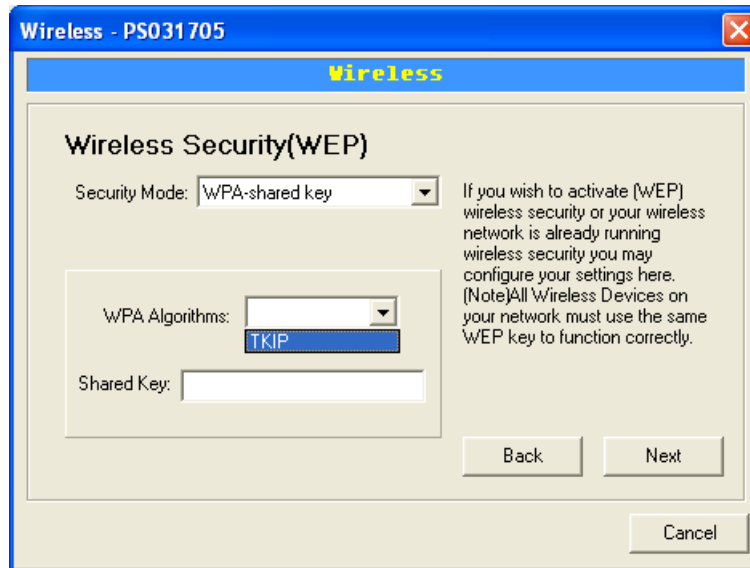 Wireless - PS031705
Wireless
Wireless Security(WEP)
Security Mode: WPA-shared key
If you wish to activate (WEP)
wireless security or your wireless
network is already running
wireless security you may
configure your settings here.
(Note)All Wireless Devices on
your network must use the same
WEP key to function correctly.
WPA Algorithms:
TKIP
Shared Key:
Back
Next
Cancel